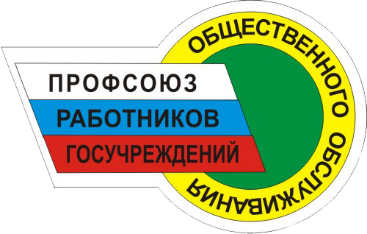 ПРОФСОЮЗ
РАБОТНИКОВ
ГОСУЧРЕЖДЕНИЙ
ОБЩЕСТВЕННОГО ОБСЛУЖИВАНИЯ